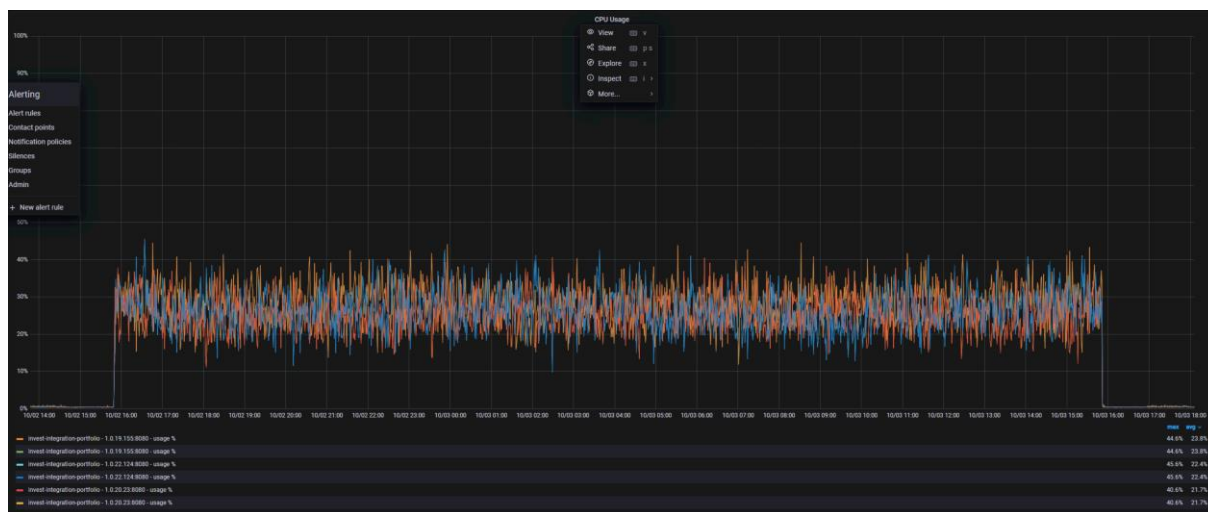 CPU Usage
View v
Share p s
Explore x
Inspect i
More...
100%
90%
Alerting
Alert rules
Contact points
Notification policies
Silences
Groups
Admin
+ New alert rule
50%
40%
30%
20%
10%
0%
10/02 14:00 10/02 15:00 10/02 16:00 10/02 17:00 10/02 18:00 10/02 19:00 10/02 20:00 10/02 21:00 10/02 22:00 10/02 23:00 10/03 00:00 10/03 01:00 10/03 02:00 10/03 03:00 10/03 04:00 10/03 05:00 10/03 06:00 10/03 07:00 10/03 08:00 10/03 09:00 10/03 10:00 10/03 11:00 10/03 12:00 10/03 13:00 10/03 14:00 10/03 15:00 10/03 16:00 10/03 17:00 10/03 18:00
max avg
invest-integration-portfolio - 1.0.19.155:8080 - usage % 44.6% 23.8%
invest-integration-portfolio - 1.0.19.155:8080 - usage % 44.6% 23.8%
invest-integration-portfolio - 1.0.22.124:8080 - usage % 45.6% 22.4%
invest-integration-portfolio - 1.0.22.124:8080 - usage % 45.6% 22.4%
invest-integration-portfolio - 1.0.20.23:8080 - usage % 40.6% 21.7%
invest-integration-portfolio - 1.0.20.23:8080 - usage % 40.6% 21.7%